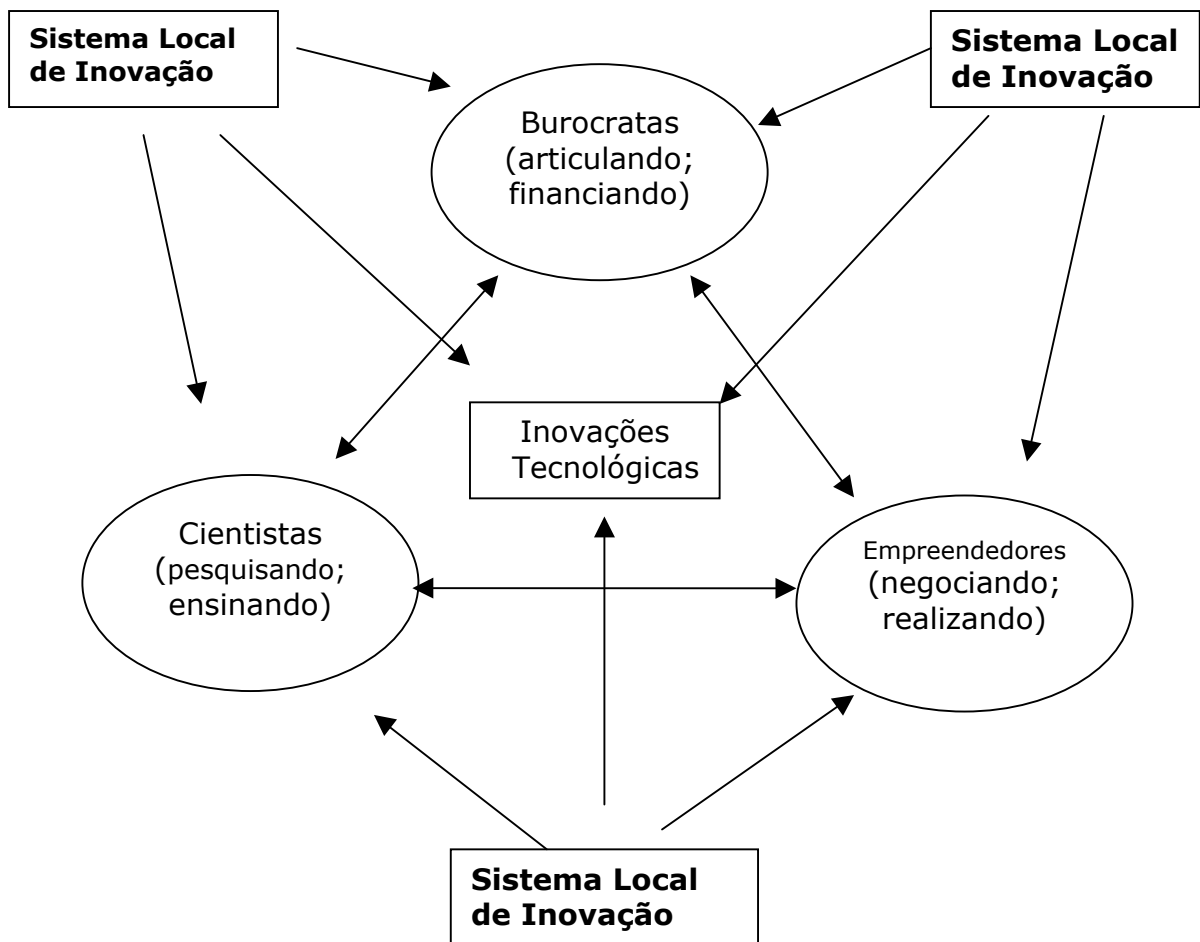 Sistema Local
de Inovação
Sistema Local
de Inovação
Burocratas
(articulando;
financiando)
Inovações
Tecnológicas
Cientistas
(pesquisando;
ensinando)
Empreendedores
(negociando;
realizando)
Sistema Local
de Inovação